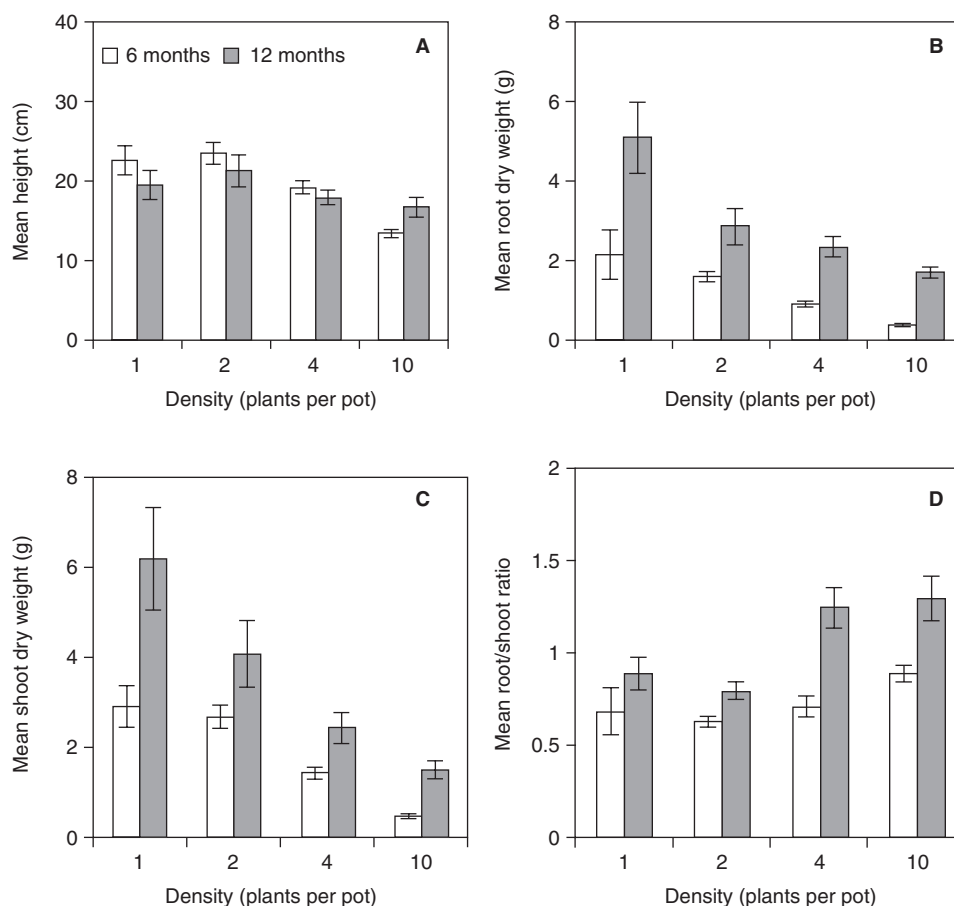 A
6 months 12 months
Mean height (cm)
40
30
20
10
0
1 2 4 10
Density (plants per pot)
B
Mean root dry weight (g)
8
6
4
2
0
1 2 4 10
Density (plants per pot)
C
Mean shoot dry weight (g)
8
6
4
2
0
1 2 4 10
Density (plants per pot)
D
Mean root/shoot ratio
2
1.5
1
0.5
0
1 2 4 10
Density (plants per pot)